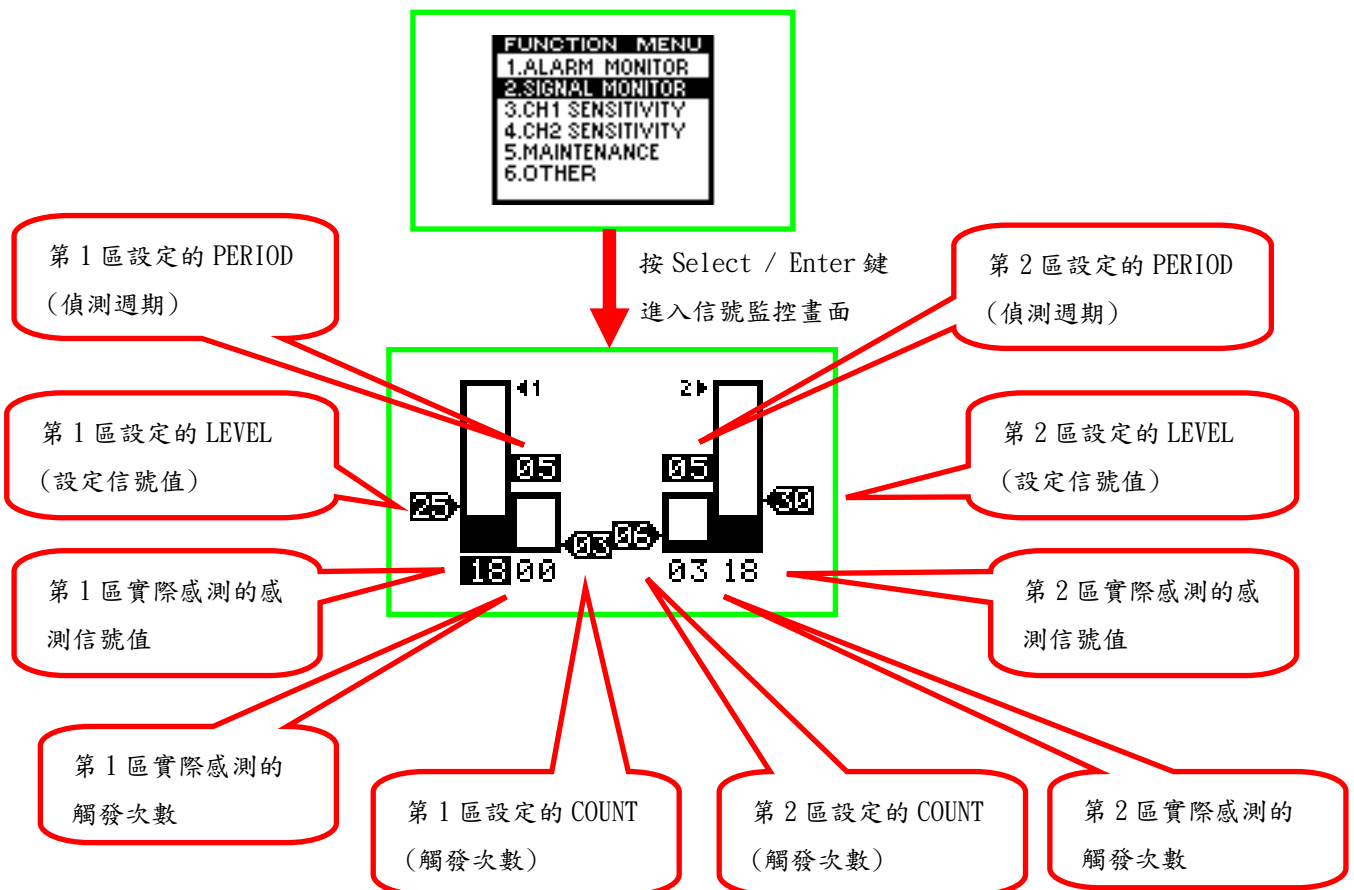 FUNCTION MENU
1.ALARM MONITOR
2.SIGNAL MONITOR
3.CH1 SENSITIVITY
4.CH2 SENSITIVITY
5.MAINTENANCE
6.OTHER
按 Select / Enter 鍵
進入信號監控畫面
第 1 區設定的 PERIOD
(偵測週期)
第 2 區設定的 PERIOD
(偵測週期)
第 1 區設定的 LEVEL
(設定信號值)
第 2 區設定的 LEVEL
(設定信號值)
1
2
05
05
25
30
03
06
18 00
03 18
第 1 區實際感測的感
測信號值
第 2 區實際感測的感
測信號值
第 1 區實際感測的
觸發次數
第 1 區設定的 COUNT
(觸發次數)
第 2 區設定的 COUNT
(觸發次數)
第 2 區實際感測的
觸發次數